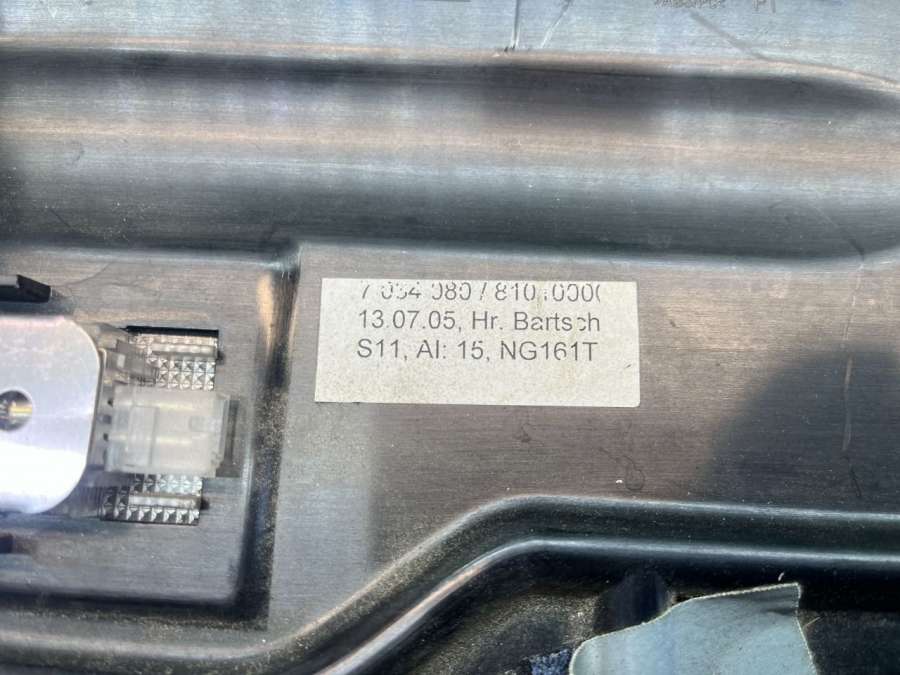 7 034 080 / 810
13.07.05, Hr. Bartsch
S11, AI: 15, NG161T